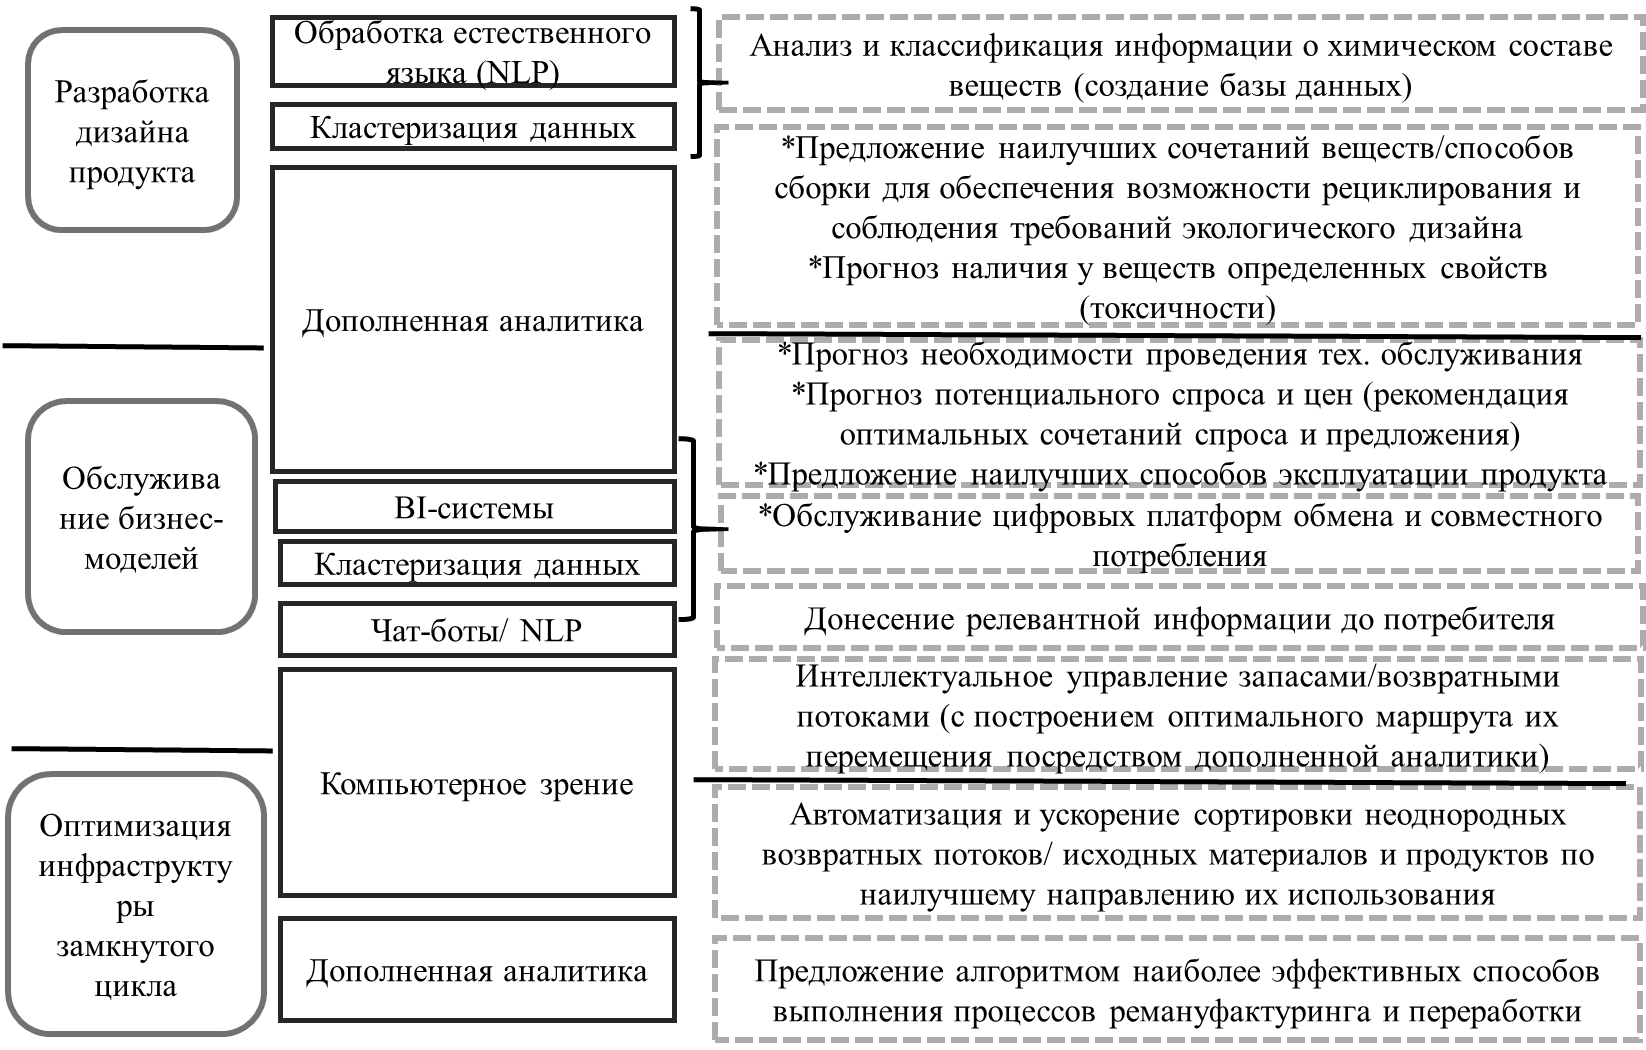 Разработка
дизайна
продукта
Обработка естественного
языка (NLP)
Кластеризация данных
Дополненная аналитика
Анализ и классификация информации о химическом составе
веществ (создание базы данных)
*Предложение наилучших сочетаний веществ/способов
сборки для обеспечения возможности рециклирования и
соблюдения требований экологического дизайна
*Прогноз наличия у веществ определенных свойств
(токсичности)
Обслужива
ние бизнес-
моделей
BI-системы
Кластеризация данных
Чат-боты/ NLP
*Прогноз необходимости проведения тех. обслуживания
*Прогноз потенциального спроса и цен (рекомендация
оптимальных сочетаний спроса и предложения)
*Предложение наилучших способов эксплуатации продукта
*Обслуживание цифровых платформ обмена и совместного
потребления
Донесение релевантной информации до потребителя
Интеллектуальное управление запасами/возвратными
потоками (с построением оптимального маршрута их
перемещения посредством дополненной аналитики)
Оптимизация
инфраструкту
ры
замкнутого
цикла
Компьютерное зрение
Дополненная аналитика
Автоматизация и ускорение сортировки неоднородных
возвратных потоков/ исходных материалов и продуктов по
наилучшему направлению их использования
Предложение алгоритмом наиболее эффективных способов
выполнения процессов ремануфактуринга и переработки